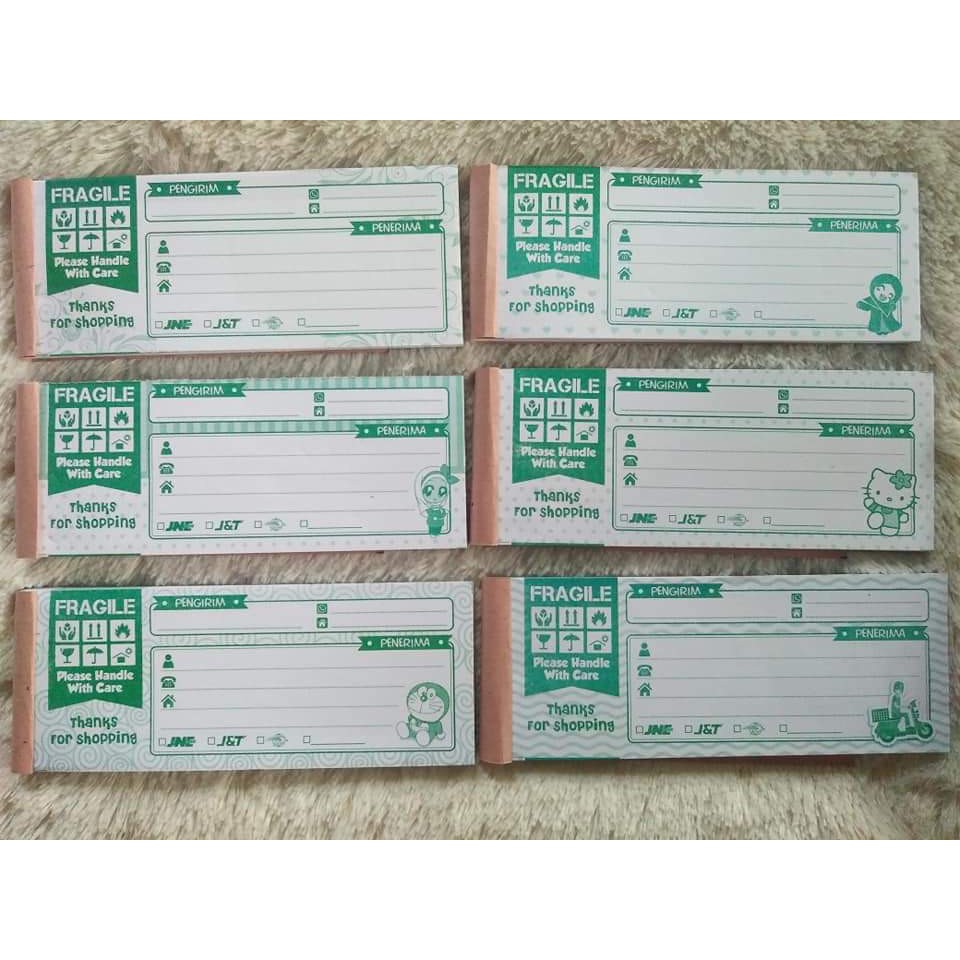 FRAGILE
Please Handle
With Care
Thanks
For Shopping
PENGIRIM
PENERIMA
JNE J&T
FRAGILE
Please Handle
With Care
Thanks
For Shopping
PENGIRIM
PENERIMA
JNE J&T
FRAGILE
Please Handle
With Care
Thanks
For Shopping
PENGIRIM
PENERIMA
JNE J&T
FRAGILE
Please Handle
With Care
Thanks
For Shopping
PENGIRIM
PENERIMA
JNE J&T
FRAGILE
Please Handle
With Care
Thanks
For Shopping
PENGIRIM
PENERIMA
JNE J&T
FRAGILE
Please Handle
With Care
Thanks
For Shopping
PENGIRIM
PENERIMA
JNE J&T